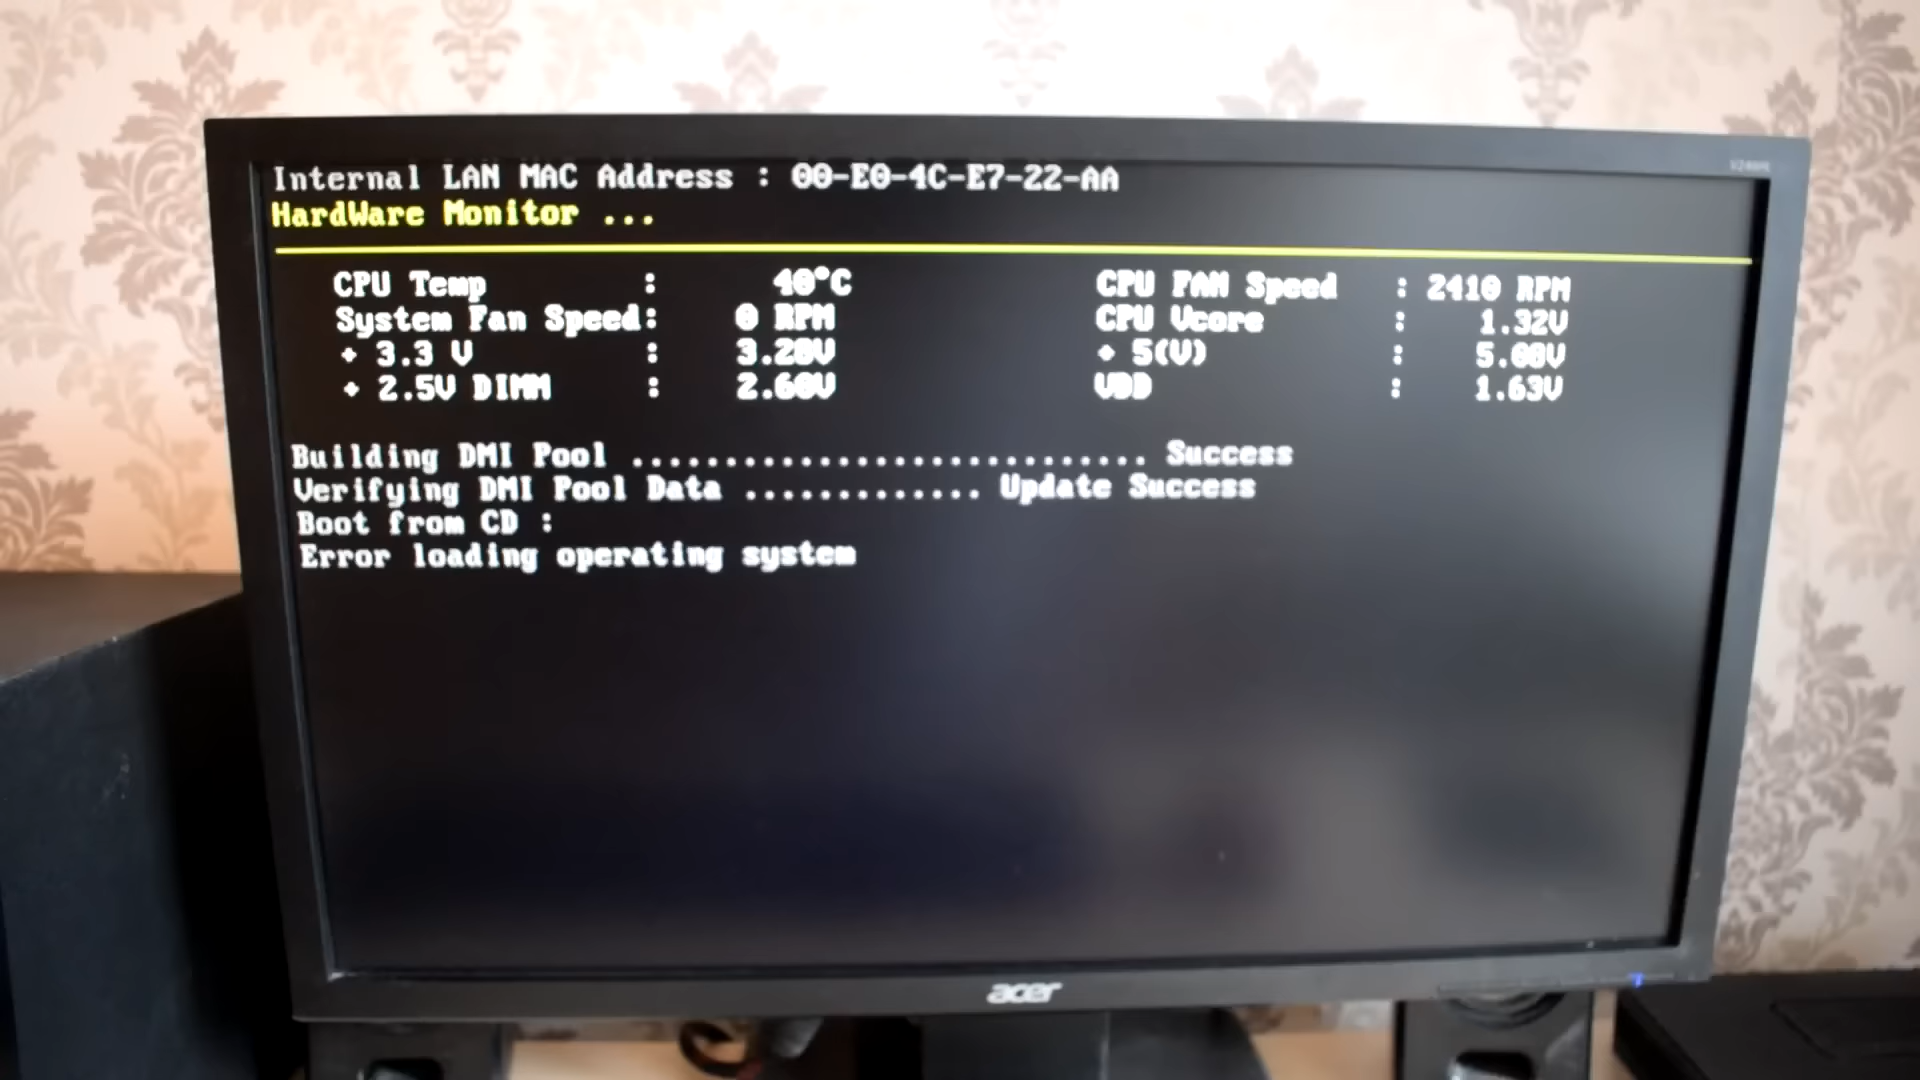 Internal LAN MAC Address : 00-E0-4C-E7-22-AA
HardWare Monitor ...
CPU Temp : 40°C CPU FAN Speed : 2410 RPM
System Fan Speed: 0 RPM CPU Vcore : 1.32V
+ 3.3 V : 3.28V + 5(V) : 5.08V
+ 2.5V DIMM : 2.60V VDD : 1.63V
Building DMI Pool ............................ Success
Verifying DMI Pool Data ............. Update Success
Boot from CD :
Error loading operating system
acer